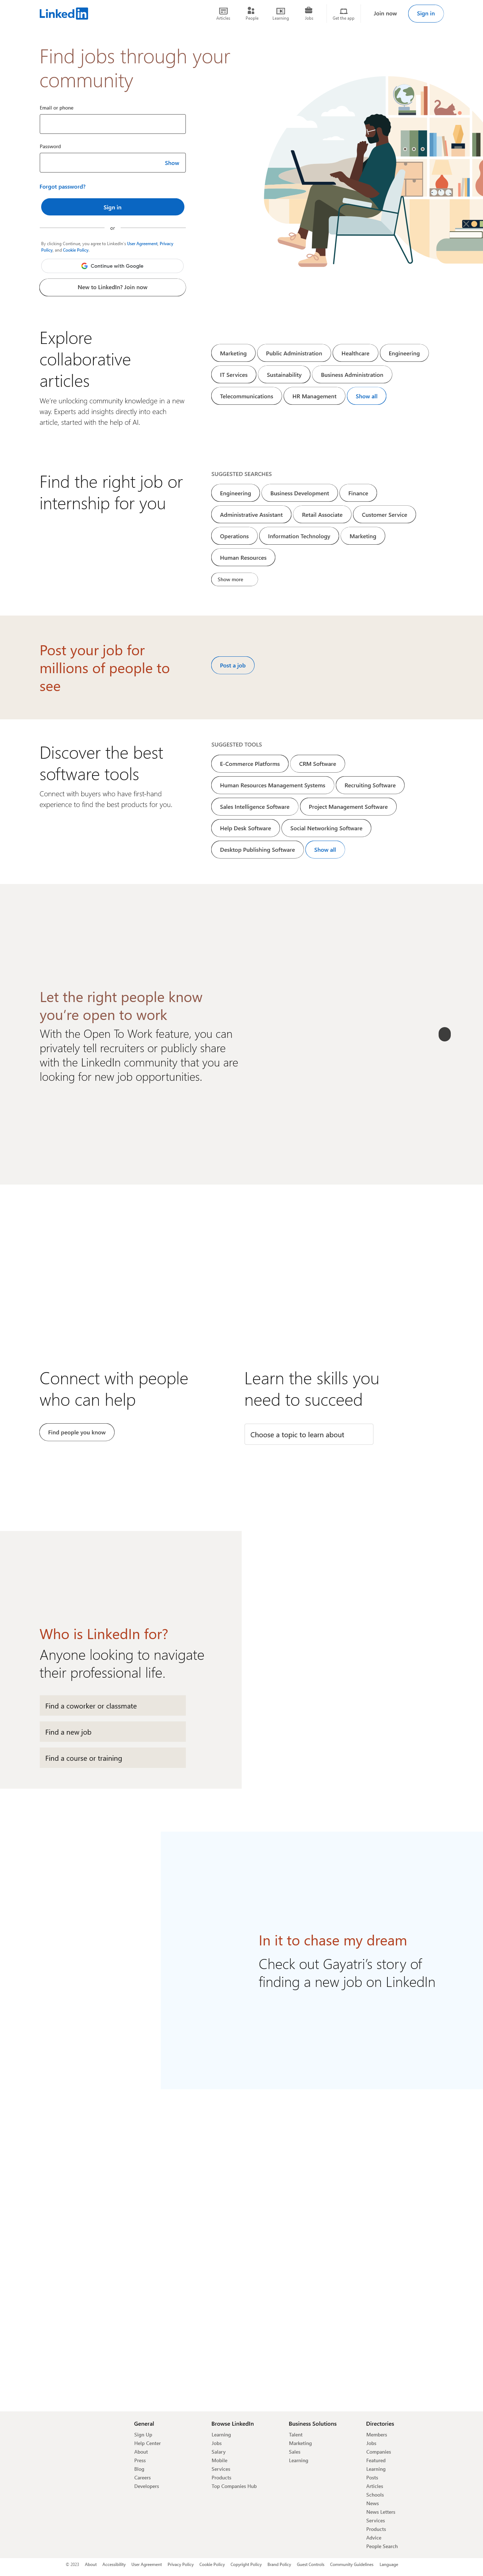 LinkedIn
Articles People Learning Jobs Get the app Join now Sign in
Find jobs through your
community
Email or phone
Password
Show
Forgot password?
Sign in
or
By clicking Continue, you agree to LinkedIn's User Agreement, Privacy
Policy, and Cookie Policy.
Continue with Google
New to LinkedIn? Join now
Explore
collaborative
articles
We're unlocking community knowledge in a new
way. Experts add insights directly into each
article, started with the help of AI.
Marketing Public Administration Healthcare Engineering
IT Services Sustainability Business Administration
Telecommunications HR Management Show all
Find the right job or
internship for you
SUGGESTED SEARCHES
Engineering Business Development Finance
Administrative Assistant Retail Associate Customer Service
Operations Information Technology Marketing
Human Resources
Show more
Post your job for
millions of people to
see
Post a job
Discover the best
software tools
Connect with buyers who have first-hand
experience to find the best products for you.
SUGGESTED TOOLS
E-Commerce Platforms CRM Software
Human Resources Management Systems Recruiting Software
Sales Intelligence Software Project Management Software
Help Desk Software Social Networking Software
Desktop Publishing Software Show all
Let the right people know
you're open to work
With the Open To Work feature, you can
privately tell recruiters or publicly share
with the LinkedIn community that you are
looking for new job opportunities.
Connect with people
who can help
Find people you know
Learn the skills you
need to succeed
Choose a topic to learn about
Who is LinkedIn for?
Anyone looking to navigate
their professional life.
Find a coworker or classmate
Find a new job
Find a course or training
In it to chase my dream
Check out Gayatri's story of
finding a new job on LinkedIn
General
Sign Up
Help Center
About
Press
Blog
Careers
Developers
Browse LinkedIn
Learning
Jobs
Salary
Mobile
Services
Products
Top Companies Hub
Business Solutions
Talent
Marketing
Sales
Learning
Directories
Members
Jobs
Companies
Featured
Learning
Posts
Articles
Schools
News
News Letters
Services
Products
Advice
People Search
© 2023 About Accessibility User Agreement Privacy Policy Cookie Policy Copyright Policy Brand Policy Guest Controls Community Guidelines Language